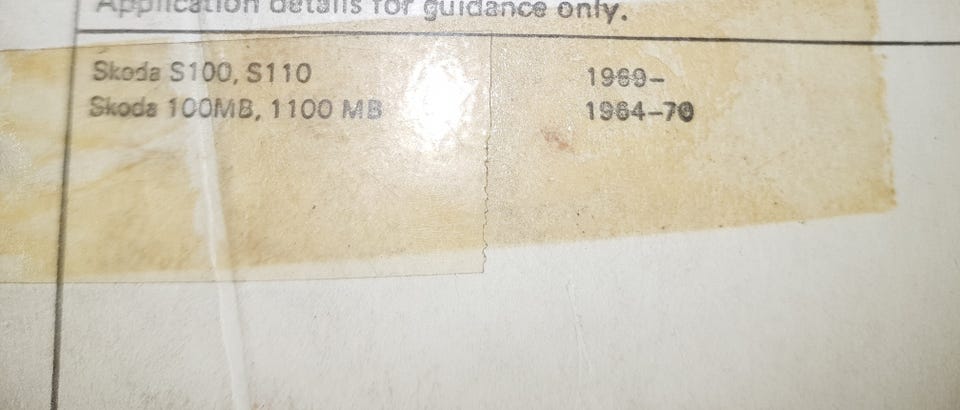 Application details for guidance only.
Skoda S100, S110 1969-
Skoda 100MB, 1100 MB 1964-70